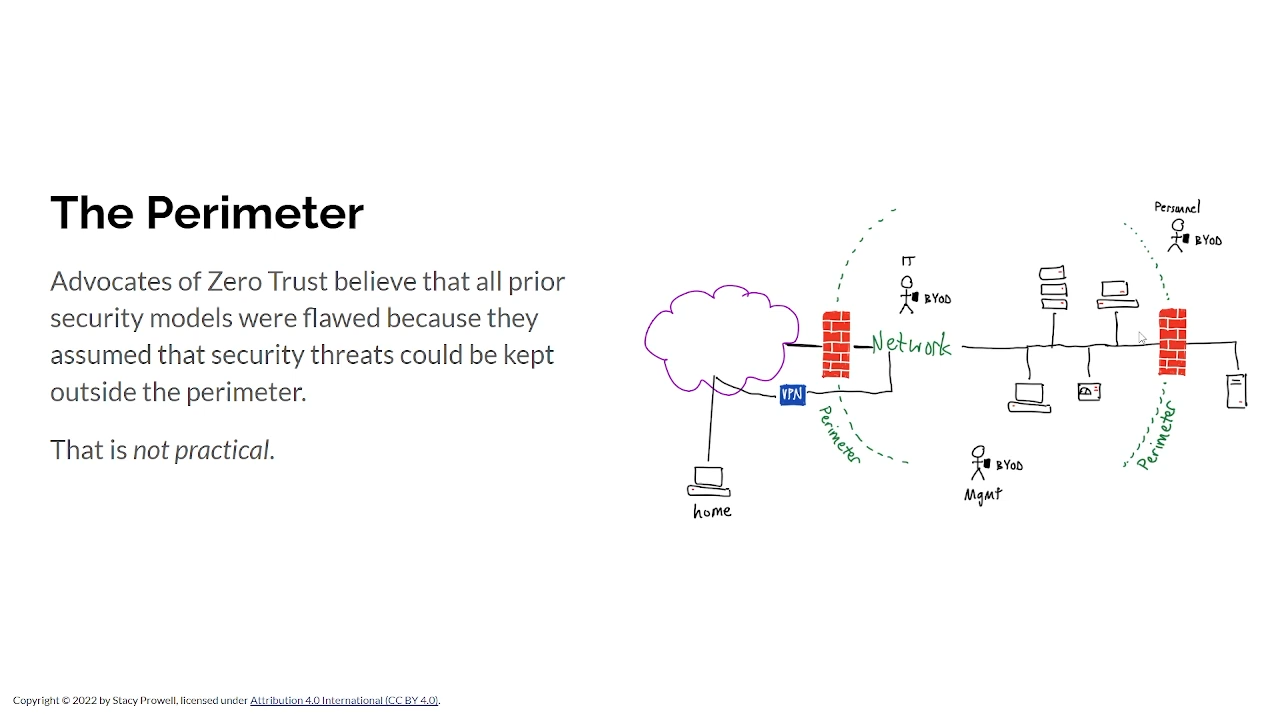 The Perimeter
Advocates of Zero Trust believe that all prior
security models were flawed because they
assumed that security threats could be kept
outside the perimeter.
That is not practical.
Personnel
BYOD
IT
BYOD
Network
VPN
Perimeter
Perimeter
BYOD
Mgmt
home
Copyright © 2022 by Stacy Prowell, licensed under Attribution 4.0 International (CC BY 4.0).